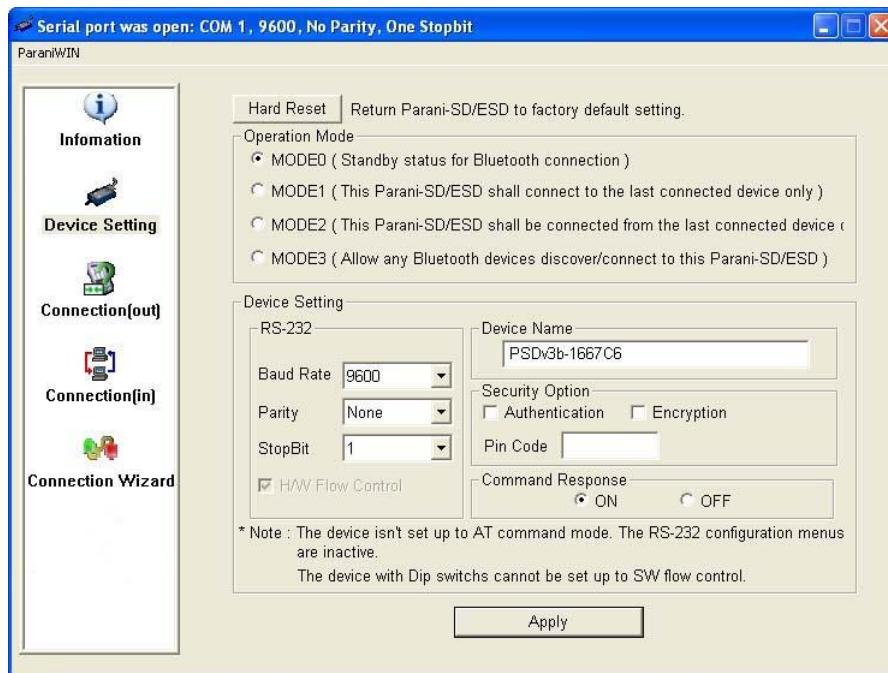 Serial port was open: COM 1, 9600, No Parity, One Stopbit
ParaniWIN
Infomation
Device Setting
Connection(out)
Connection(in)
Connection Wizard
Hard Reset Return Parani-SD/ESD to factory default setting.
Operation Mode
MODE0 ( Standby status for Bluetooth connection )
MODE1 ( This Parani-SD/ESD shall connect to the last connected device only )
MODE2 ( This Parani-SD/ESD shall be connected from the last connected device
MODE3 ( Allow any Bluetooth devices discover/connect to this Parani-SD/ESD )
Device Setting
RS-232
Baud Rate 9600
Parity None
StopBit 1
H/W Flow Control
Device Name
PSDv3b-1667C6
Security Option
Authentication Encryption
Pin Code
Command Response
ON OFF
* Note : The device isn't set up to AT command mode. The RS-232 configuration menus
are inactive.
The device with Dip switchs cannot be set up to SW flow control.
Apply